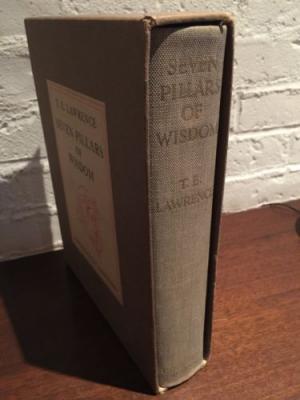 T. E. LAWRENCE
SEVEN PILLARS
OF
WISDOM
SEVEN
PILLARS
OF
WISDOM
T. E.
LAWRENCE